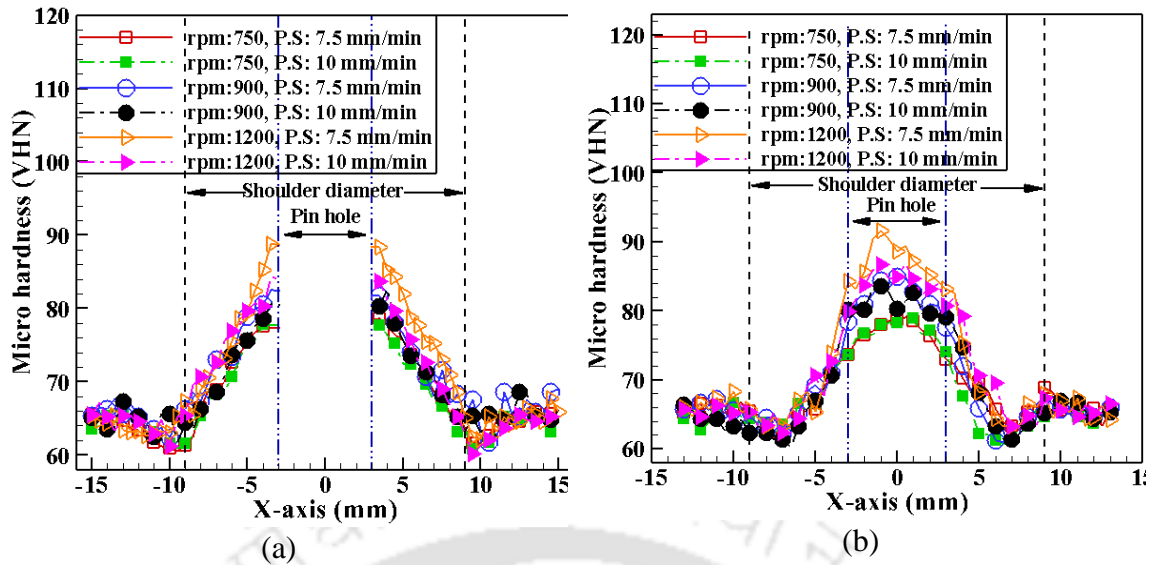 120
110
100
90
80
70
60
Micro hardness (VHN)
rpm:750, P.S: 7.5 mm/min
rpm:750, P.S: 10 mm/min
rpm:900, P.S: 7.5 mm/min
rpm:900, P.S: 10 mm/min
rpm:1200, P.S: 7.5 mm/min
rpm:1200, P.S: 10 mm/min
Shoulder diameter
Pin hole
-15 -10 -5 0 5 10 15
X-axis (mm)
(a)
120
110
100
90
80
70
60
Micro hardness (VHN)
rpm:750, P.S: 7.5 mm/min
rpm:750, P.S: 10 mm/min
rpm:900, P.S: 7.5 mm/min
rpm:900, P.S: 10 mm/min
rpm:1200, P.S: 7.5 mm/min
rpm:1200, P.S: 10 mm/min
Shoulder diameter
Pin hole
-15 -10 -5 0 5 10 15
X-axis (mm)
(b)